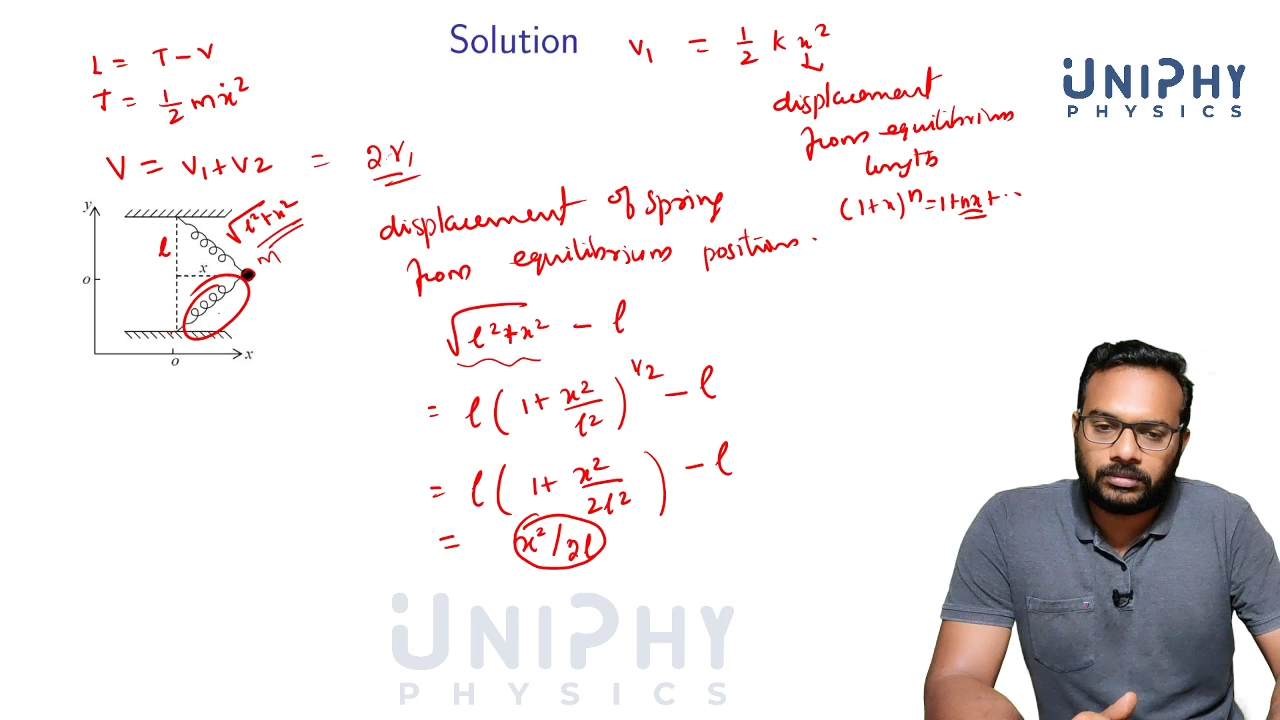 Solution
L = T - V
T = 1/2 mẋ²
V = V1 + V2 = 2V1
V1 = 1/2 k x²
displacement
from equilibrium
length
(1+x)^n = 1+nx+...
UNIPHY
PHYSICS
y
√l²+x²
l
m
x
o
x
o
displacement of spring
from equilibrium position.
√l²+x² - l
= l(1+ x²/l²)^1/2 - l
= l(1+ x²/2l²) - l
= x²/2l
UNIPHY
PHYSICS